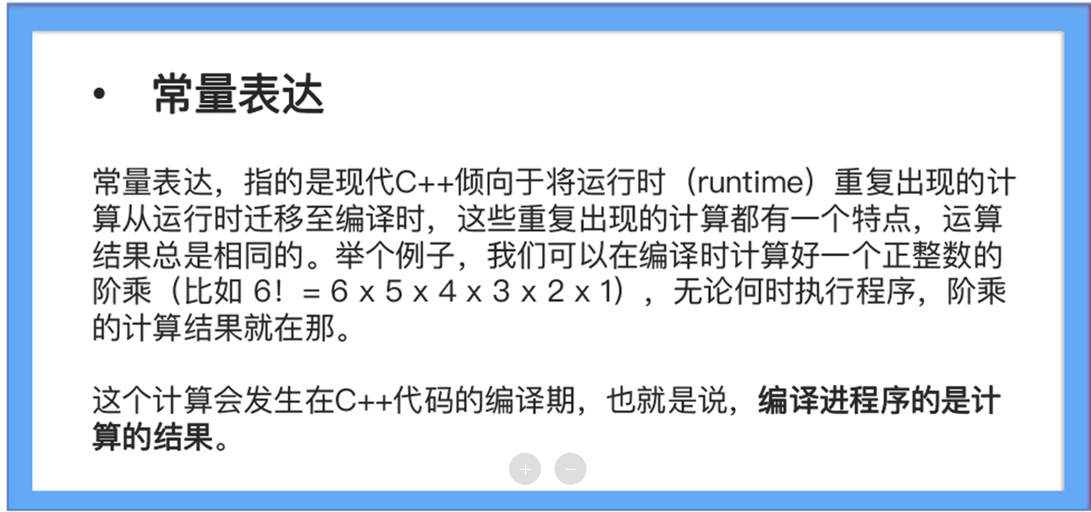 • 常量表达
常量表达，指的是现代C++倾向于将运行时（runtime）重复出现的计
算从运行时迁移至编译时，这些重复出现的计算都有一个特点，运算
结果总是相同的。举个例子，我们可以在编译时计算好一个正整数的
阶乘（比如 6！= 6 x 5 x 4 x 3 x 2 x 1），无论何时执行程序，阶乘
的计算结果就在那。
这个计算会发生在C++代码的编译期，也就是说，编译进程序的是计
算的结果。